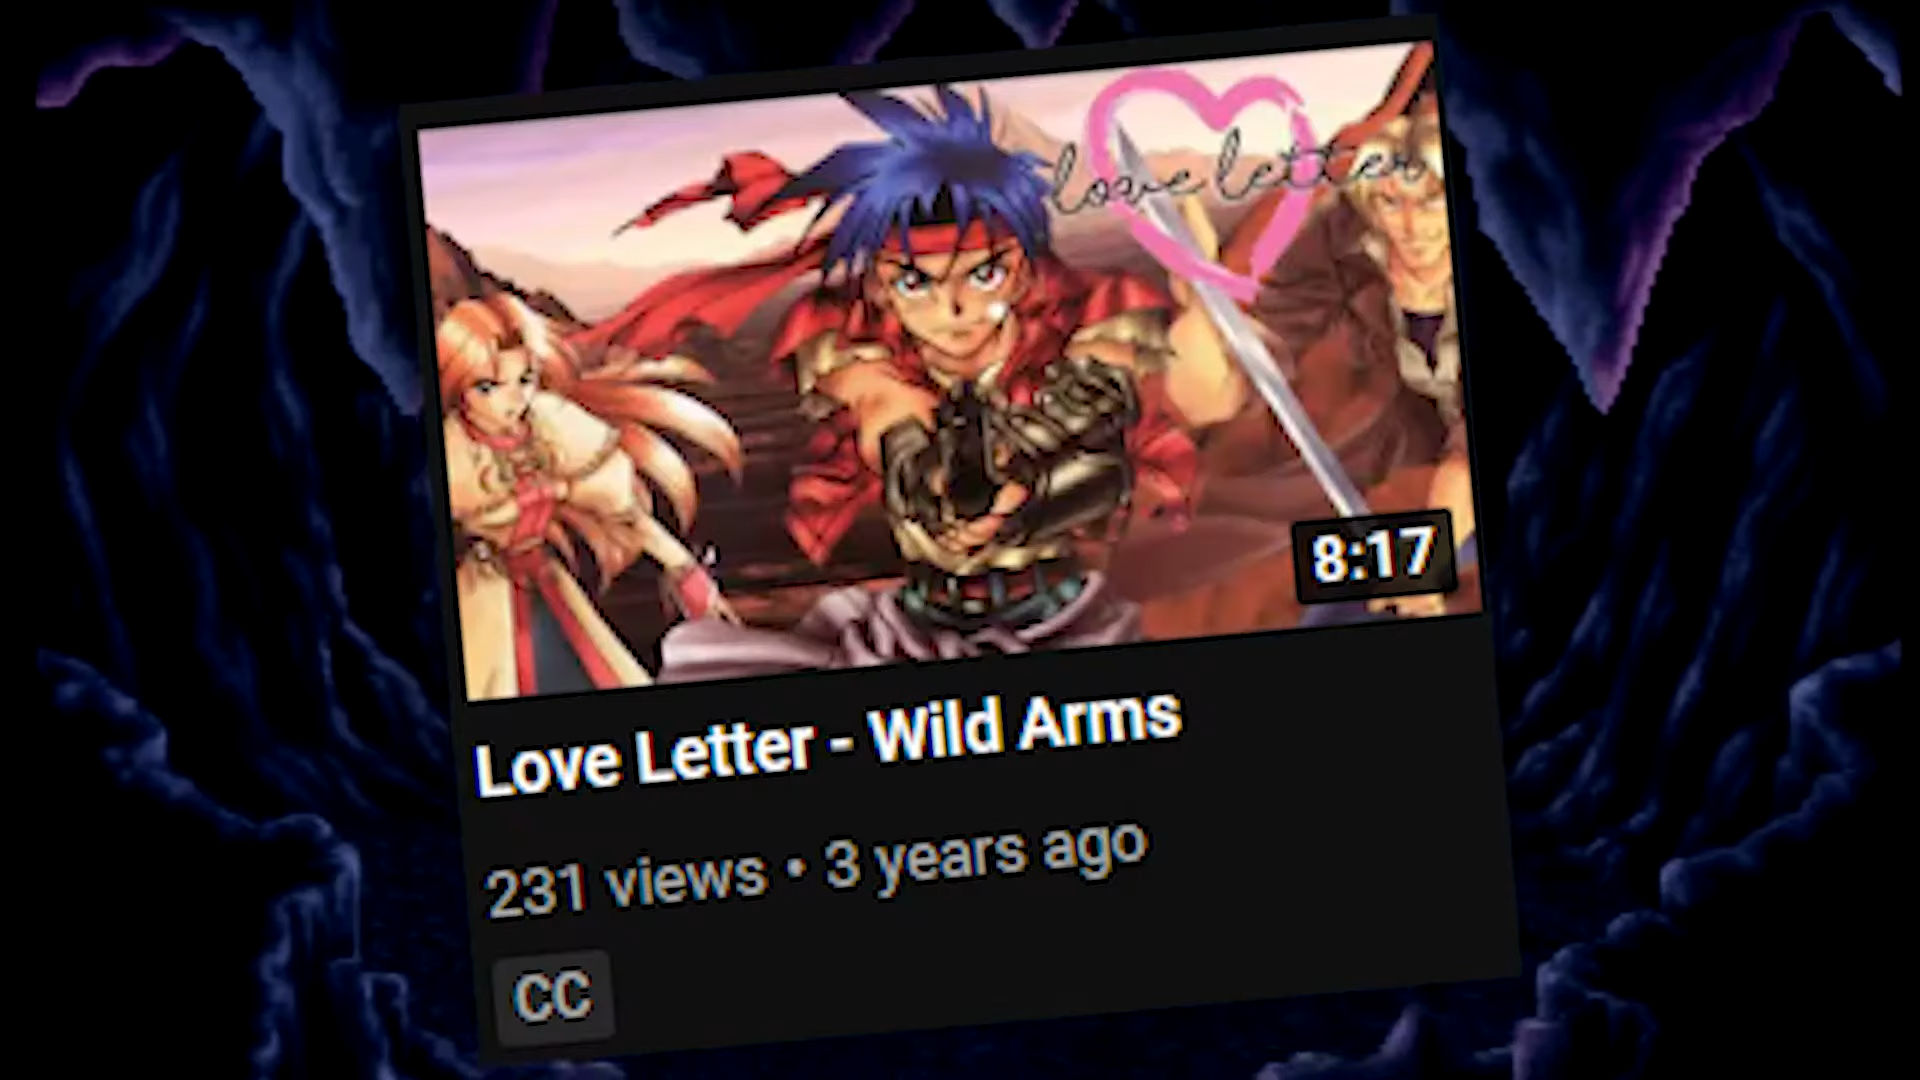 love letter
8:17
Love Letter - Wild Arms
231 views • 3 years ago
CC